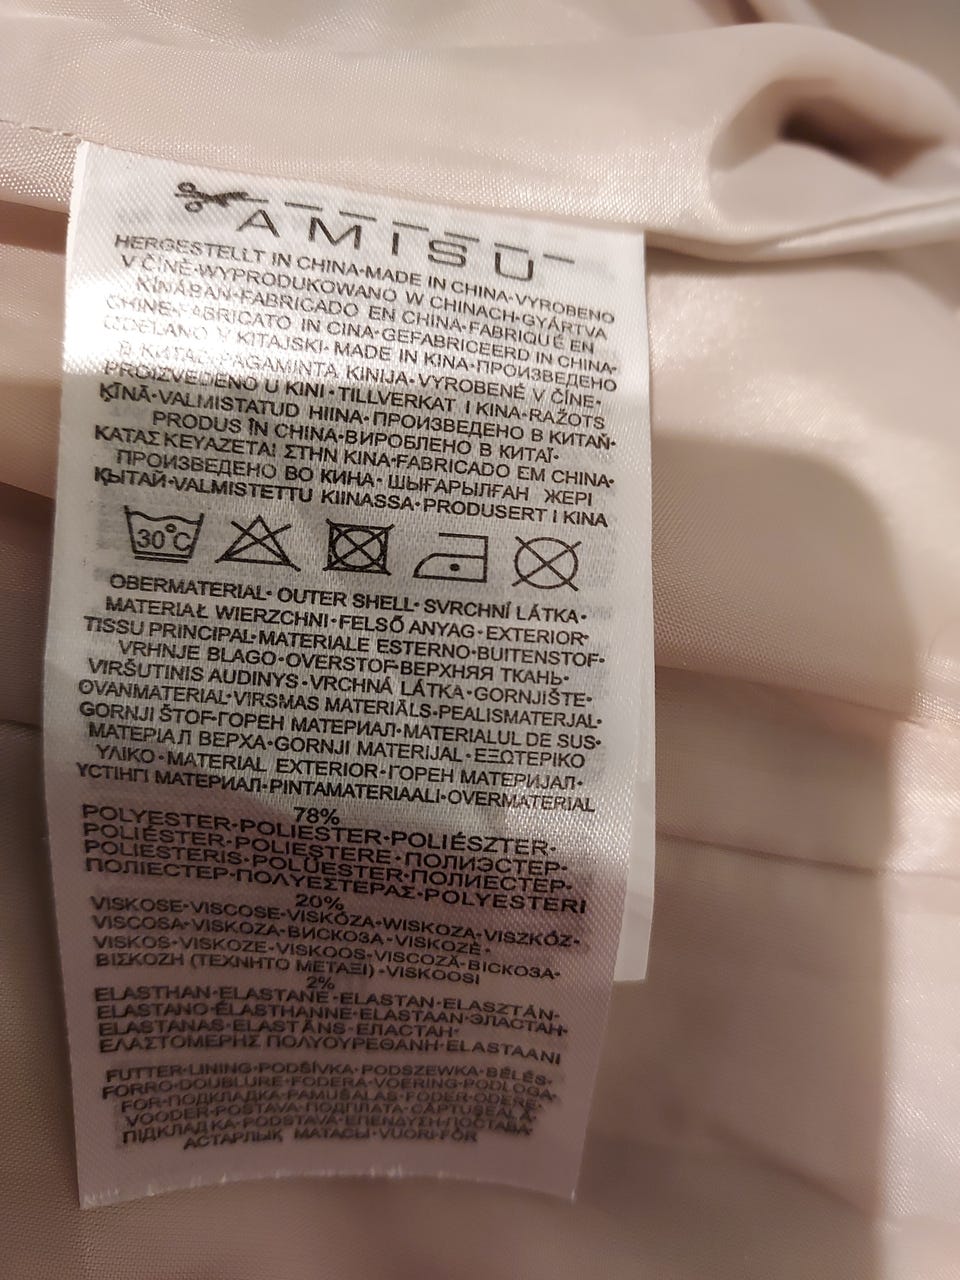 AMISU
HERGESTELLT IN CHINA•MADE IN CHINA•VYROBENO
V ČÍNĚ•WYPRODUKOWANO W CHINACH•GYÁRTVA
KÍNÁBAN•FABRICADO EN CHINA•FABRIQUÉ EN
CHINE•FABRICATO IN CINA•GEFABRICEERD IN CHINA•
IZDELANO V KITAJSKI• MADE IN KINA•ПРОИЗВЕДЕНО
В КИТАЕ•PAGAMINTA KINIJA•VYROBENÉ V ČÍNE•
PROIZVEDENO U KINI•TILLVERKAT I KINA•RAŽOTS
ĶĪNĀ•VALMISTATUD HIINA•ПРОИЗВЕДЕНО В КИТАЙ•
PRODUS ÎN CHINA•ВИРОБЛЕНО В КИТАЇ•
ΚΑΤΑΣΚΕΥΑΖΕΤΑΙ ΣΤΗΝ ΚΙΝΑ•FABRICADO EM CHINA•
ПРОИЗВЕДЕНО ВО КИНА• ШЫҒАРЫЛҒАН ЖЕРІ
ҚЫТАЙ•VALMISTETTU KIINASSA•PRODUSERT I KINA
30°C
OBERMATERIAL• OUTER SHELL• SVRCHNÍ LÁTKA•
MATERIAŁ WIERZCHNI•FELSŐ ANYAG•EXTERIOR•
TISSU PRINCIPAL•MATERIALE ESTERNO•BUITENSTOF•
VRHNJE BLAGO•OVERSTOF•ВЕРХНЯЯ ТКАНЬ•
VIRŠUTINIS AUDINYS•VRCHNÁ LÁTKA•GORNJIŠTE•
OVANMATERIAL•VIRSMAS MATERIĀLS•PEALISMATERJAL•
GORNJI ŠTOF•ГОРЕН МАТЕРИАЛ•MATERIALUL DE SUS•
МАТЕРІАЛ ВЕРХА•GORNJI MATERIJAL•ΕΞΩΤΕΡΙΚΟ
ΥΛΙΚΟ•MATERIAL EXTERIOR•ГОРЕН МАТЕРИЈАЛ•
ҮСТІҢГІ МАТЕРИАЛ•PINTAMATERIAALI•OVERMATERIAL
78%
POLYESTER•POLIESTER•POLIÉSZTER•
POLIÉSTER•POLIESTERE•ПОЛИЭСТЕР•
POLIESTERIS•POLÜESTER•ПОЛИЕСТЕР•
ПОЛІЕСТЕР•ΠΟΛΥΕΣΤΕΡΑΣ•POLYESTERI
20%
VISKOSE•VISCOSE•VISKÓZA•WISKOZA•VISZKÓZ•
VISCOSA•VISKOZA•ВИСКОЗА•VISKOZĖ•
VISKOS•VISKOZE•VISKOOS•VISCOZĂ•ВІСКОЗА•
ΒΙΣΚΟΖΗ (ΤΕΧΝΗΤΟ ΜΕΤΑΞΙ)•VISKOOSI
2%
ELASTHAN•ELASTANE•ELASTAN•ELASZTÁN•
ELASTANO•ÉLASTHANNE•ELASTAAN•ЭЛАСТАН•
ELASTANAS•ELASTĀNS•ЕЛАСТАН•
ΕΛΑΣΤΟΜΕΡΗΣ ΠΟΛΥΟΥΡΕΘΑΝΗ•ELASTAANI
FUTTER•LINING•PODŠÍVKA•PODSZEWKA•BÉLÉS•
FORRO•DOUBLURE•FODERA•VOERING•PODLOGA•
FOR•ПОДКЛАДКА•PAMUŠALAS•FODER•ODERE•
VOODER•POSTAVA•ПОДПЛАТА•CĂPTUȘEALĂ•
ПІДКЛАДКА•PODSTAVA•ΕΠΕΝΔΥΣΗ•ПОСТАВА•
АСТАРЛЫҚ МАТАСЫ•VUORI•FÔR